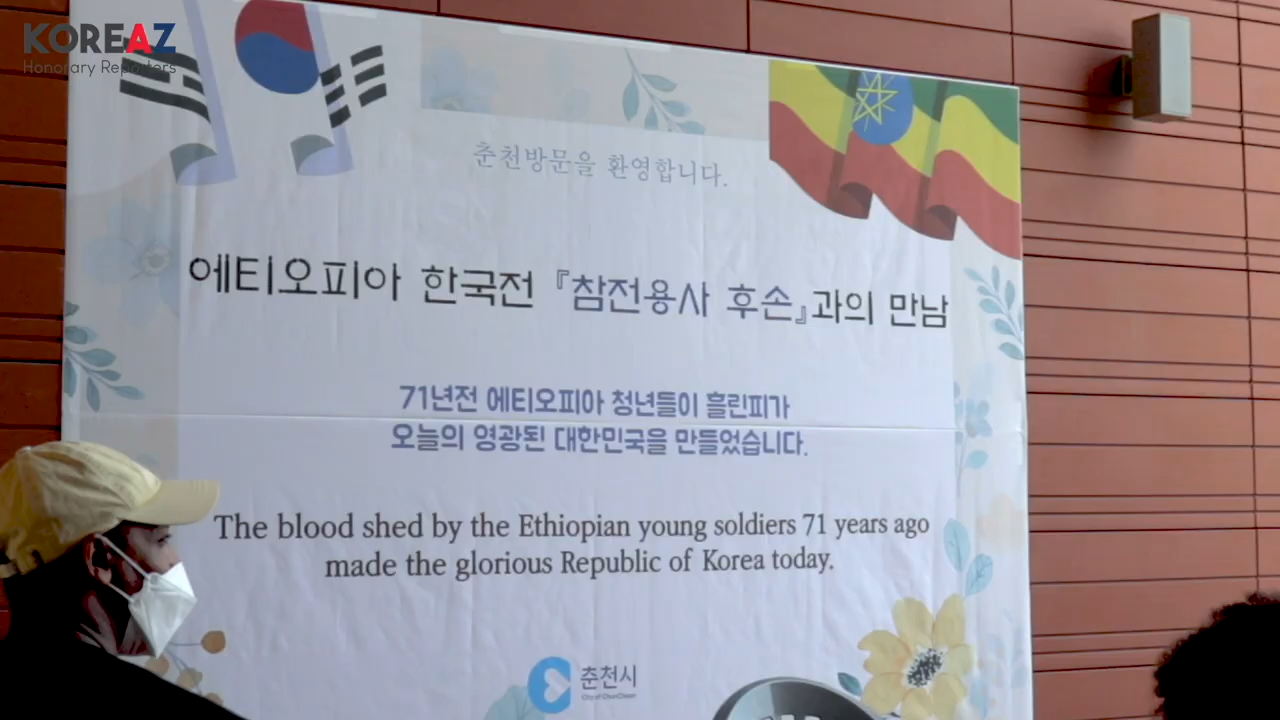 KOREAZ
Honorary Reporters
춘천방문을 환영합니다.
에티오피아 한국전 『참전용사 후손』과의 만남
71년전 에티오피아 청년들이 흘린피가
오늘의 영광된 대한민국을 만들었습니다.
The blood shed by the Ethiopian young soldiers 71 years ago
made the glorious Republic of Korea today.
춘천시
City of ChunCheon